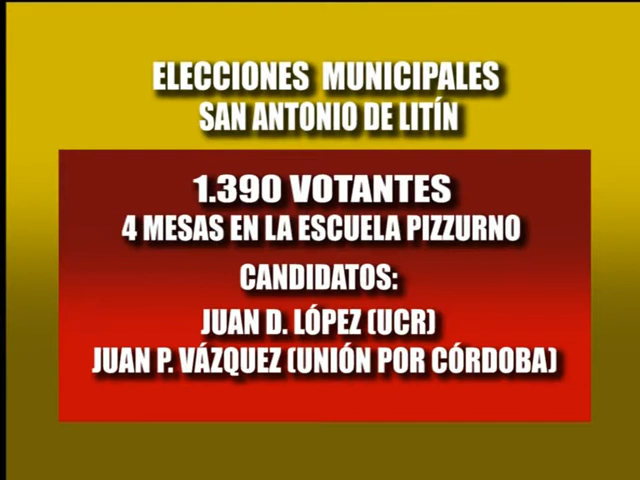 ELECCIONES MUNICIPALES
SAN ANTONIO DE LITÍN
1.390 VOTANTES
4 MESAS EN LA ESCUELA PIZZURNO
CANDIDATOS:
JUAN D. LÓPEZ (UCR)
JUAN P. VÁZQUEZ (UNIÓN POR CÓRDOBA)